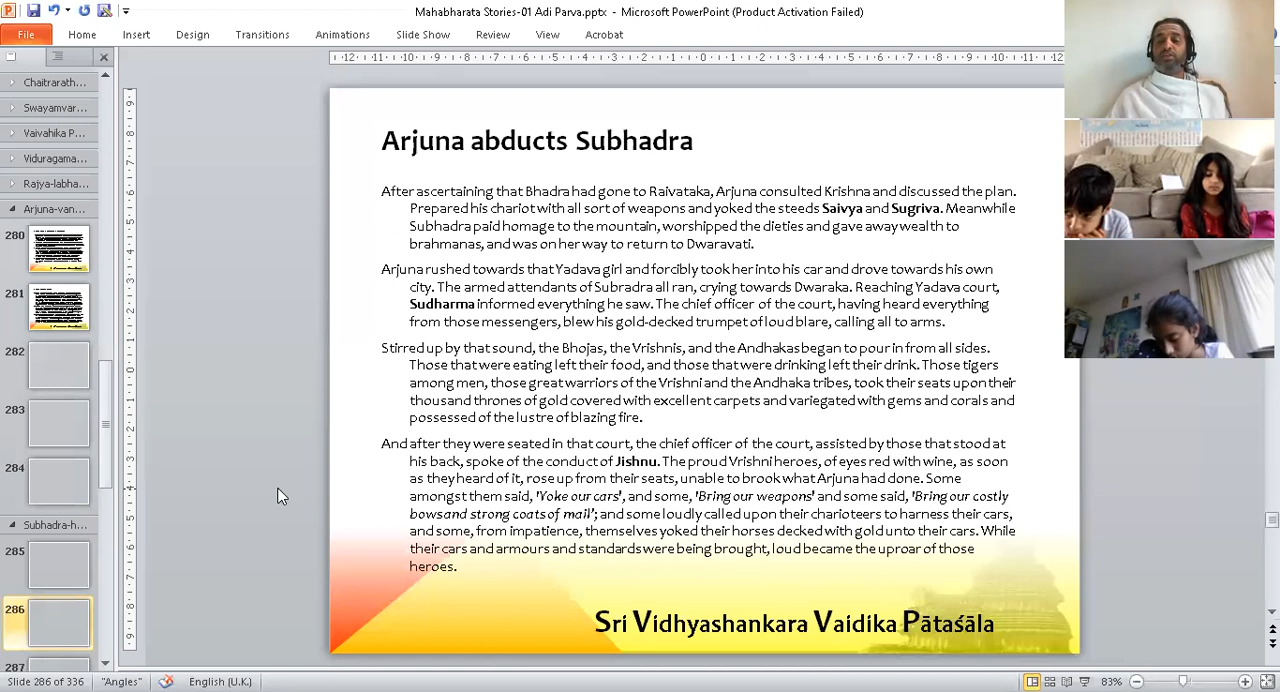 Mahabharata Stories-01 Adi Parva.pptx - Microsoft PowerPoint (Product Activation Failed)
File Home Insert Design Transitions Animations Slide Show Review View Acrobat
Chaitrarath...
Swayamvar...
Vaivahika P...
Viduragama...
Rajya-labha...
Arjuna-van...
280
281
282
283
284
Subhadra-h...
285
286
287
Arjuna abducts Subhadra
After ascertaining that Bhadra had gone to Raivataka, Arjuna consulted Krishna and discussed the plan.
Prepared his chariot with all sort of weapons and yoked the steeds Saivya and Sugriva. Meanwhile
Subhadra paid homage to the mountain, worshipped the dieties and gave away wealth to
brahmanas, and was on her way to return to Dwaravati.
Arjuna rushed towards that Yadava girl and forcibly took her into his car and drove towards his own
city. The armed attendants of Subradra all ran, crying towards Dwaraka. Reaching Yadava court,
Sudharma informed everything he saw. The chief officer of the court, having heard everything
from those messengers, blew his gold-decked trumpet of loud blare, calling all to arms.
Stirred up by that sound, the Bhojas, the Vrishnis, and the Andhakas began to pour in from all sides.
Those that were eating left their food, and those that were drinking left their drink. Those tigers
among men, those great warriors of the Vrishni and the Andhaka tribes, took their seats upon their
thousand thrones of gold covered with excellent carpets and variegated with gems and corals and
possessed of the lustre of blazing fire.
And after they were seated in that court, the chief officer of the court, assisted by those that stood at
his back, spoke of the conduct of Jishnu. The proud Vrishni heroes, of eyes red with wine, as soon
as they heard of it, rose up from their seats, unable to brook what Arjuna had done. Some
amongst them said, 'Yoke our cars', and some, 'Bring our weapons' and some said, 'Bring our costly
bows and strong coats of mail'; and some loudly called upon their charioteers to harness their cars,
and some, from impatience, themselves yoked their horses decked with gold unto their cars. While
their cars and armours and standards were being brought, loud became the uproar of those
heroes.
Sri Vidhyashankara Vaidika Pātaśāla
Slide 286 of 336 "Angles" English (U.K.) 83%